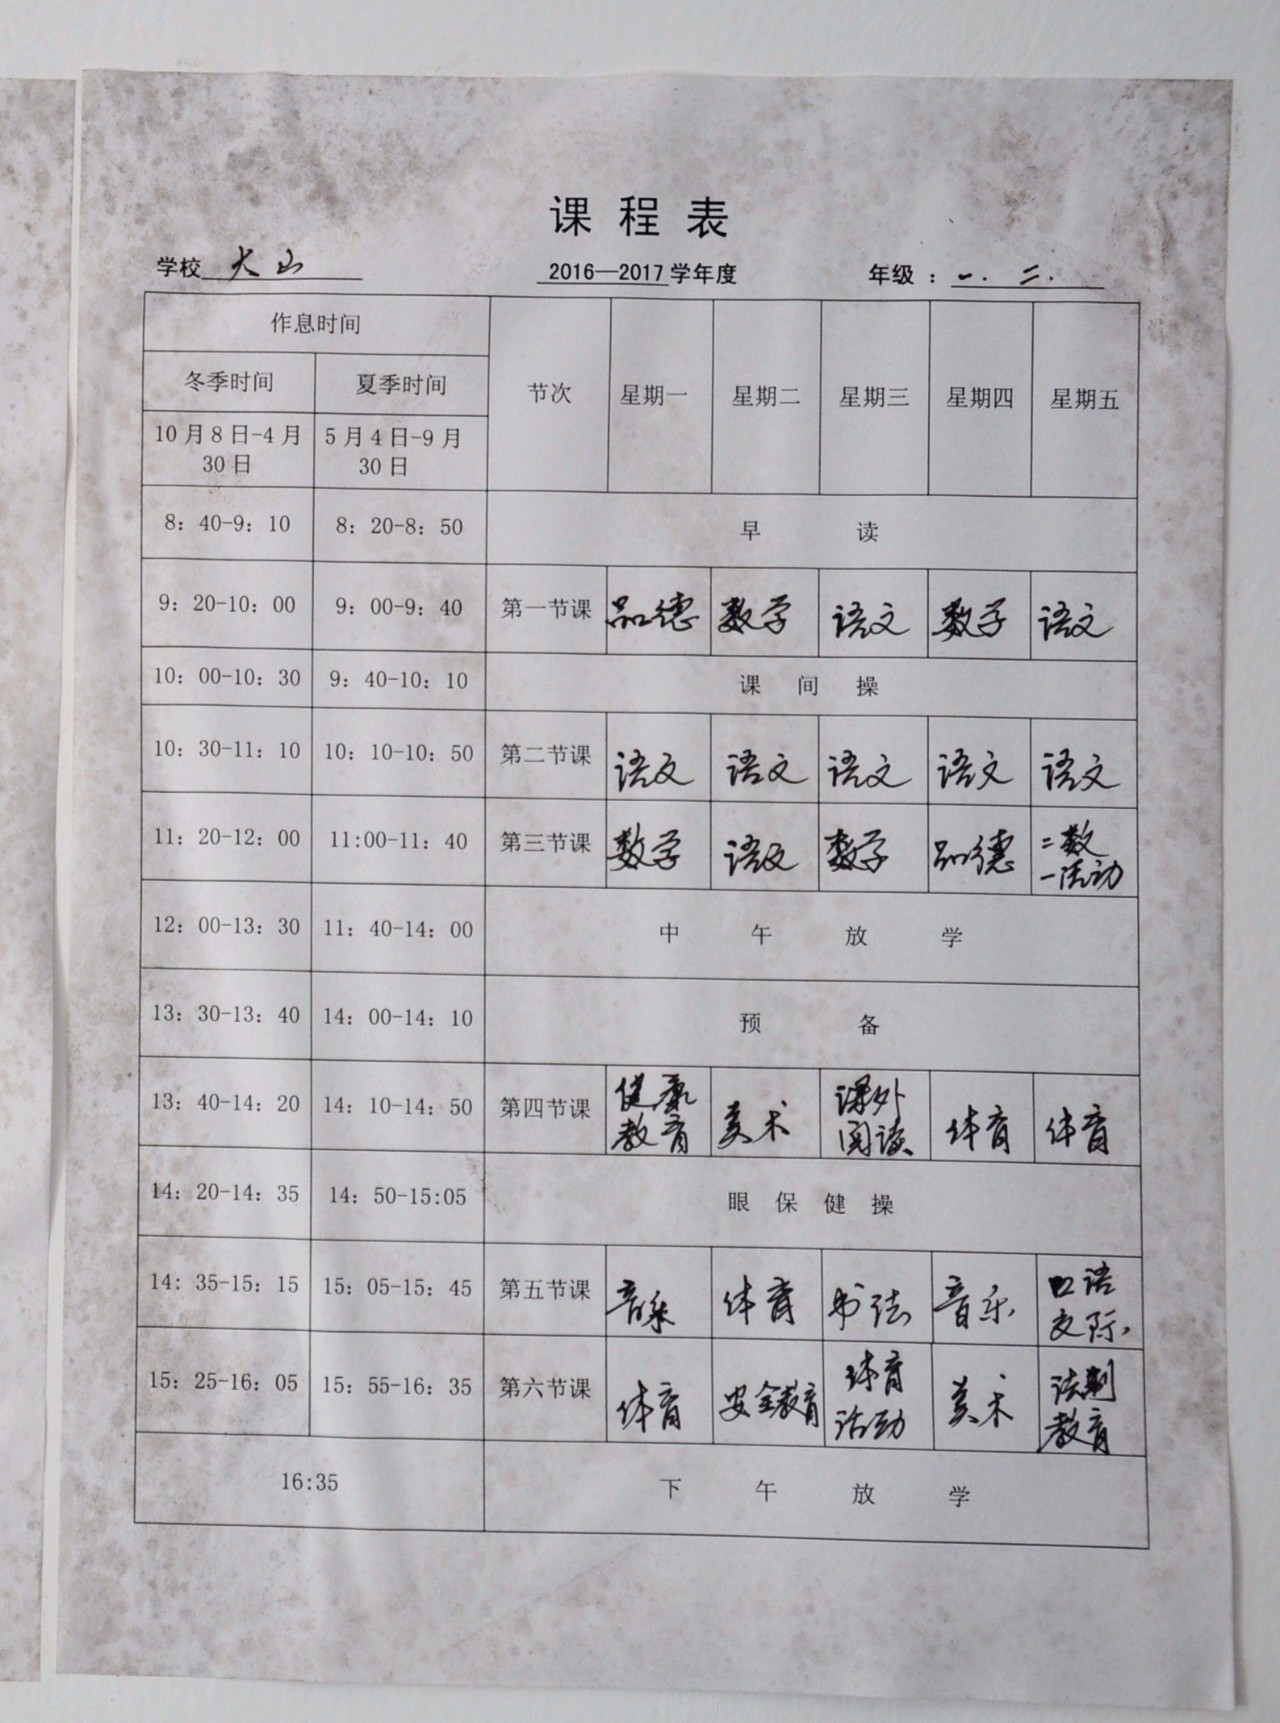 课程表
学校 大山 2016—2017学年度 年级：一.二.
作息时间 节次 星期一 星期二 星期三 星期四 星期五
冬季时间 夏季时间
10月8日-4月30日 5月4日-9月30日
8：40-9：10 8：20-8：50 早读
9：20-10：00 9：00-9：40 第一节课 品德 数学 语文 数学 语文
10：00-10：30 9：40-10：10 课间操
10：30-11：10 10：10-10：50 第二节课 语文 语文 语文 语文 语文
11：20-12：00 11:00-11：40 第三节课 数学 语文 数学 品德 二数一活动
12：00-13：30 11：40-14：00 中午放学
13：30-13：40 14：00-14：10 预备
13：40-14：20 14：10-14：50 第四节课 健康教育 美术 课外阅读 体育 体育
14：20-14：35 14：50-15:05 眼保健操
14：35-15：15 15：05-15：45 第五节课 音乐 体育 书法 音乐 口语交际
15：25-16：05 15：55-16：35 第六节课 体育 安全教育 体育活动 美术 法制教育
16:35 下午放学